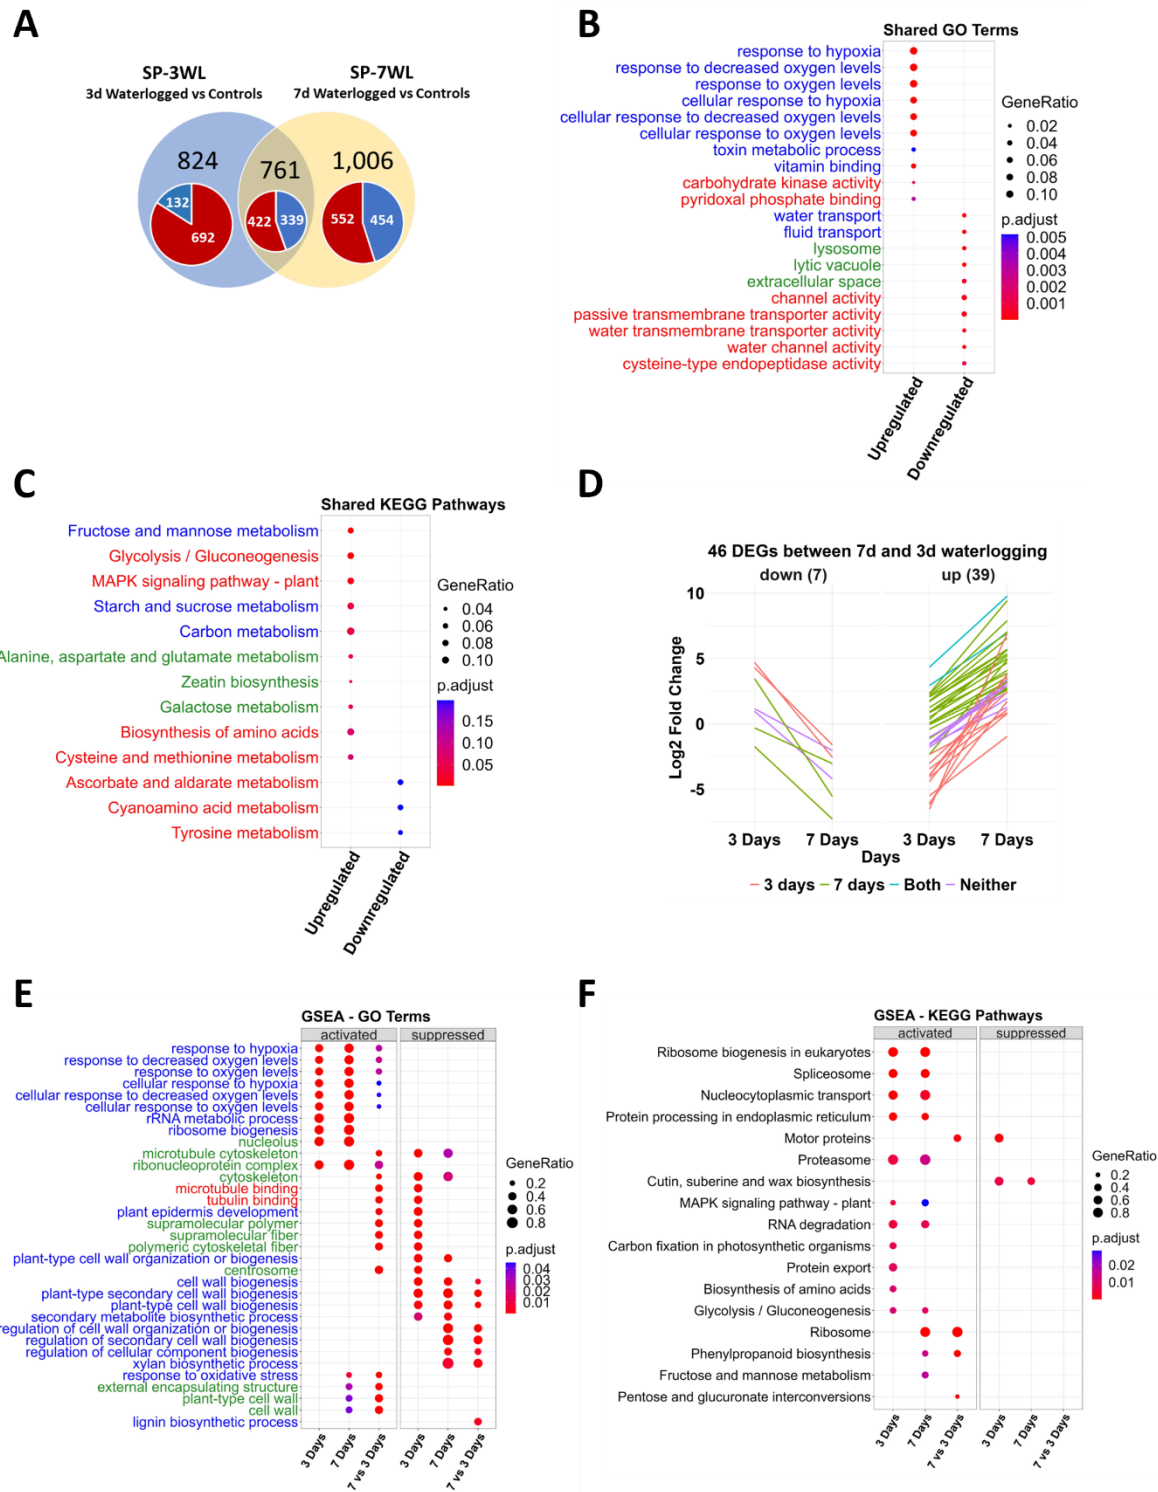 A
SP-3WL
3d Waterlogged vs Controls
SP-7WL
7d Waterlogged vs Controls
824
761
1,006
132
692
422
339
552
454
B
Shared GO Terms
response to hypoxia
response to decreased oxygen levels
response to oxygen levels
cellular response to hypoxia
cellular response to decreased oxygen levels
cellular response to oxygen levels
toxin metabolic process
vitamin binding
carbohydrate kinase activity
pyridoxal phosphate binding
water transport
fluid transport
lysosome
lytic vacuole
extracellular space
channel activity
passive transmembrane transporter activity
water transmembrane transporter activity
water channel activity
cysteine-type endopeptidase activity
Upregulated
Downregulated
GeneRatio
0.02
0.04
0.06
0.08
0.10
p.adjust
0.005
0.004
0.003
0.002
0.001
C
Shared KEGG Pathways
Fructose and mannose metabolism
Glycolysis / Gluconeogenesis
MAPK signaling pathway - plant
Starch and sucrose metabolism
Carbon metabolism
Alanine, aspartate and glutamate metabolism
Zeatin biosynthesis
Galactose metabolism
Biosynthesis of amino acids
Cysteine and methionine metabolism
Ascorbate and aldarate metabolism
Cyanoamino acid metabolism
Tyrosine metabolism
Upregulated
Downregulated
GeneRatio
0.04
0.06
0.08
0.10
p.adjust
0.15
0.10
0.05
D
46 DEGs between 7d and 3d waterlogging
down (7)
up (39)
Log2 Fold Change
10
5
0
-5
3 Days
7 Days
3 Days
7 Days
Days
3 days
7 days
Both
Neither
E
GSEA - GO Terms
activated
suppressed
response to hypoxia
response to decreased oxygen levels
response to oxygen levels
cellular response to hypoxia
cellular response to decreased oxygen levels
cellular response to oxygen levels
rRNA metabolic process
ribosome biogenesis
nucleolus
microtubule cytoskeleton
ribonucleoprotein complex
cytoskeleton
microtubule binding
tubulin binding
plant epidermis development
supramolecular polymer
supramolecular fiber
polymeric cytoskeletal fiber
plant-type cell wall organization or biogenesis
centrosome
cell wall biogenesis
plant-type secondary cell wall biogenesis
plant-type cell wall biogenesis
secondary metabolite biosynthetic process
regulation of cell wall organization or biogenesis
regulation of secondary cell wall biogenesis
regulation of cellular component biogenesis
xylan biosynthetic process
response to oxidative stress
external encapsulating structure
plant-type cell wall
cell wall
lignin biosynthetic process
3 Days
7 Days
7 vs 3 Days
3 Days
7 Days
7 vs 3 Days
GeneRatio
0.2
0.4
0.6
0.8
p.adjust
0.04
0.03
0.02
0.01
F
GSEA - KEGG Pathways
activated
suppressed
Ribosome biogenesis in eukaryotes
Spliceosome
Nucleocytoplasmic transport
Protein processing in endoplasmic reticulum
Motor proteins
Proteasome
Cutin, suberine and wax biosynthesis
MAPK signaling pathway - plant
RNA degradation
Carbon fixation in photosynthetic organisms
Protein export
Biosynthesis of amino acids
Glycolysis / Gluconeogenesis
Ribosome
Phenylpropanoid biosynthesis
Fructose and mannose metabolism
Pentose and glucuronate interconversions
3 Days
7 Days
7 vs 3 Days
3 Days
7 Days
7 vs 3 Days
GeneRatio
0.2
0.4
0.6
0.8
p.adjust
0.02
0.01